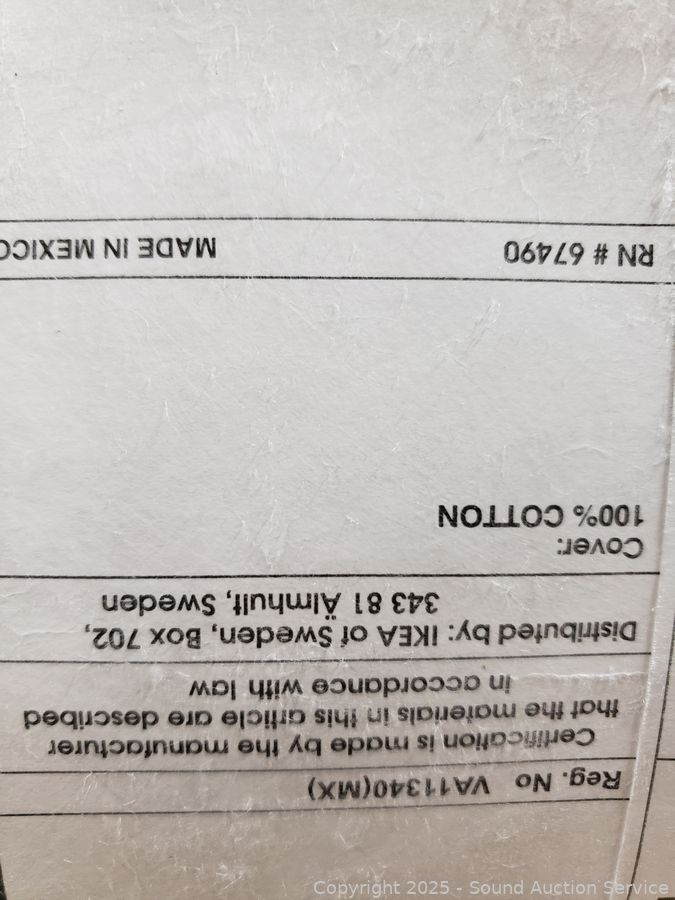 Reg. No VA11340(MX)
Certification is made by the manufacturer
that the materials in this article are described
in accordance with law
Distributed by: IKEA of Sweden, Box 702,
343 81 Älmhult, Sweden
Cover:
100% COTTON
RN # 67490 MADE IN MEXICO
Copyright 2025 - Sound Auction Service